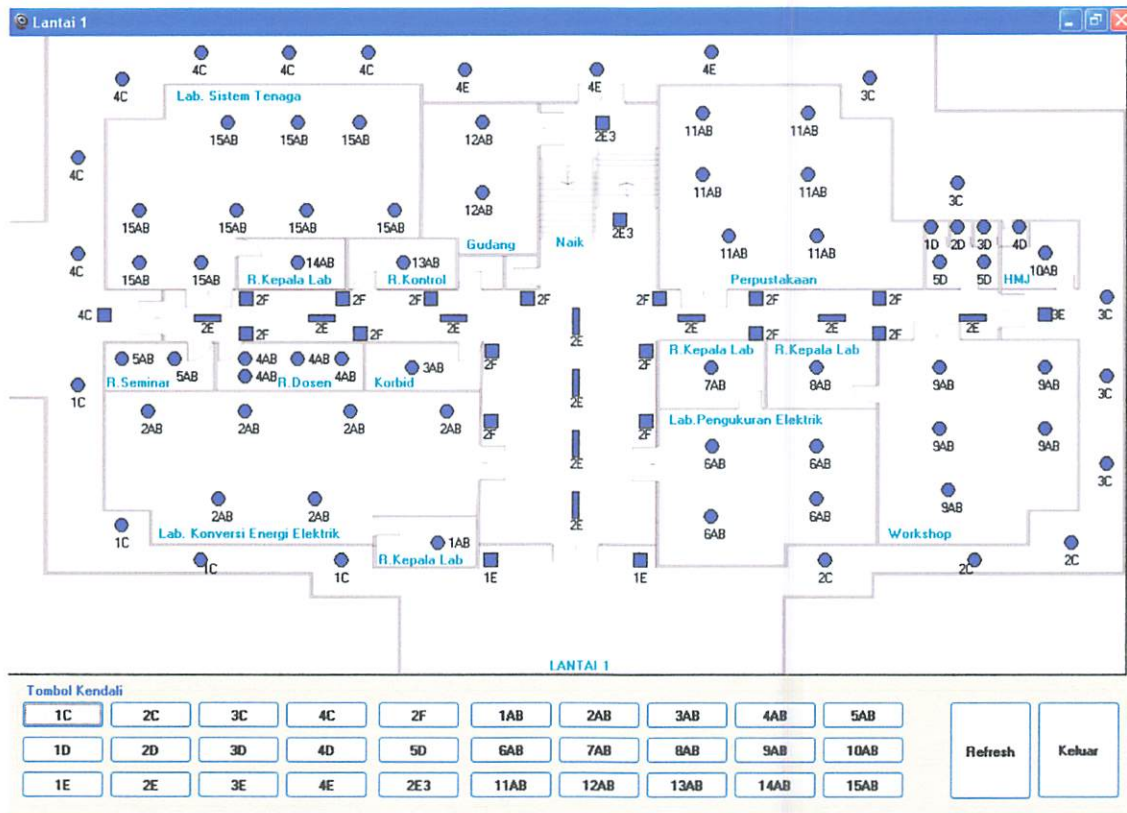 Lantai 1
4C 4C 4C 4E 4E 4E
4C 3C
Lab. Sistem Tenaga
15AB 15AB 15AB 12AB 2E3 11AB 11AB
4C 11AB 11AB 3C
12AB
15AB 15AB 15AB 15AB 2E3 1D 2D 3D 4D
Gudang Naik 11AB 11AB
4C 15AB 15AB 14AB 13AB 5D 5D 10AB
R.Kepala Lab R.Kontrol Perpustakaan HMJ
2F 2F 2F 2F 2F 2F 2F 3C
4C 2E 2E 2E 2E 2E 2E 2E 3E
2F 2F 2F 2F
R.Kepala Lab R.Kepala Lab
5AB 5AB 4AB 4AB 4AB 3AB 2F 2F
4AB 7AB 8AB 9AB 9AB
R.Seminar R.Dosen Korbid
1C 2E 3C
2AB 2AB 2AB 2AB 2F 2F
Lab.Pengukuran Elektrik
2E 6AB 6AB 9AB 9AB 3C
2AB 2AB 2E 6AB 6AB 9AB
1C Lab. Konversi Energi Elektrik Workshop
1AB
R.Kepala Lab
1C 1C 1E 1E 2C 2C 2C
LANTAI 1
Tombol Kendali
1C 2C 3C 4C 2F 1AB 2AB 3AB 4AB 5AB
1D 2D 3D 4D 5D 6AB 7AB 8AB 9AB 10AB
1E 2E 3E 4E 2E3 11AB 12AB 13AB 14AB 15AB
Refresh Keluar